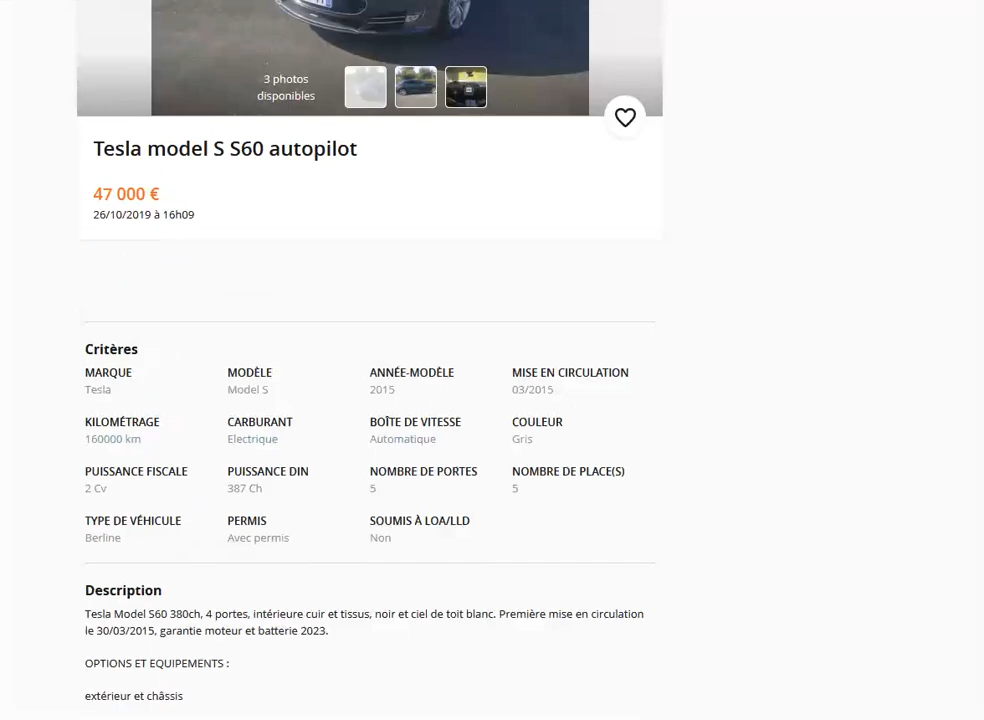 3 photos
disponibles
Tesla model S S60 autopilot
47 000 €
26/10/2019 à 16h09
Critères
MARQUE MODÈLE ANNÉE-MODÈLE MISE EN CIRCULATION
Tesla Model S 2015 03/2015
KILOMÉTRAGE CARBURANT BOÎTE DE VITESSE COULEUR
160000 km Electrique Automatique Gris
PUISSANCE FISCALE PUISSANCE DIN NOMBRE DE PORTES NOMBRE DE PLACE(S)
2 Cv 387 Ch 5 5
TYPE DE VÉHICULE PERMIS SOUMIS À LOA/LLD
Berline Avec permis Non
Description
Tesla Model S60 380ch, 4 portes, intérieure cuir et tissus, noir et ciel de toit blanc. Première mise en circulation
le 30/03/2015, garantie moteur et batterie 2023.
OPTIONS ET EQUIPEMENTS :
extérieur et châssis